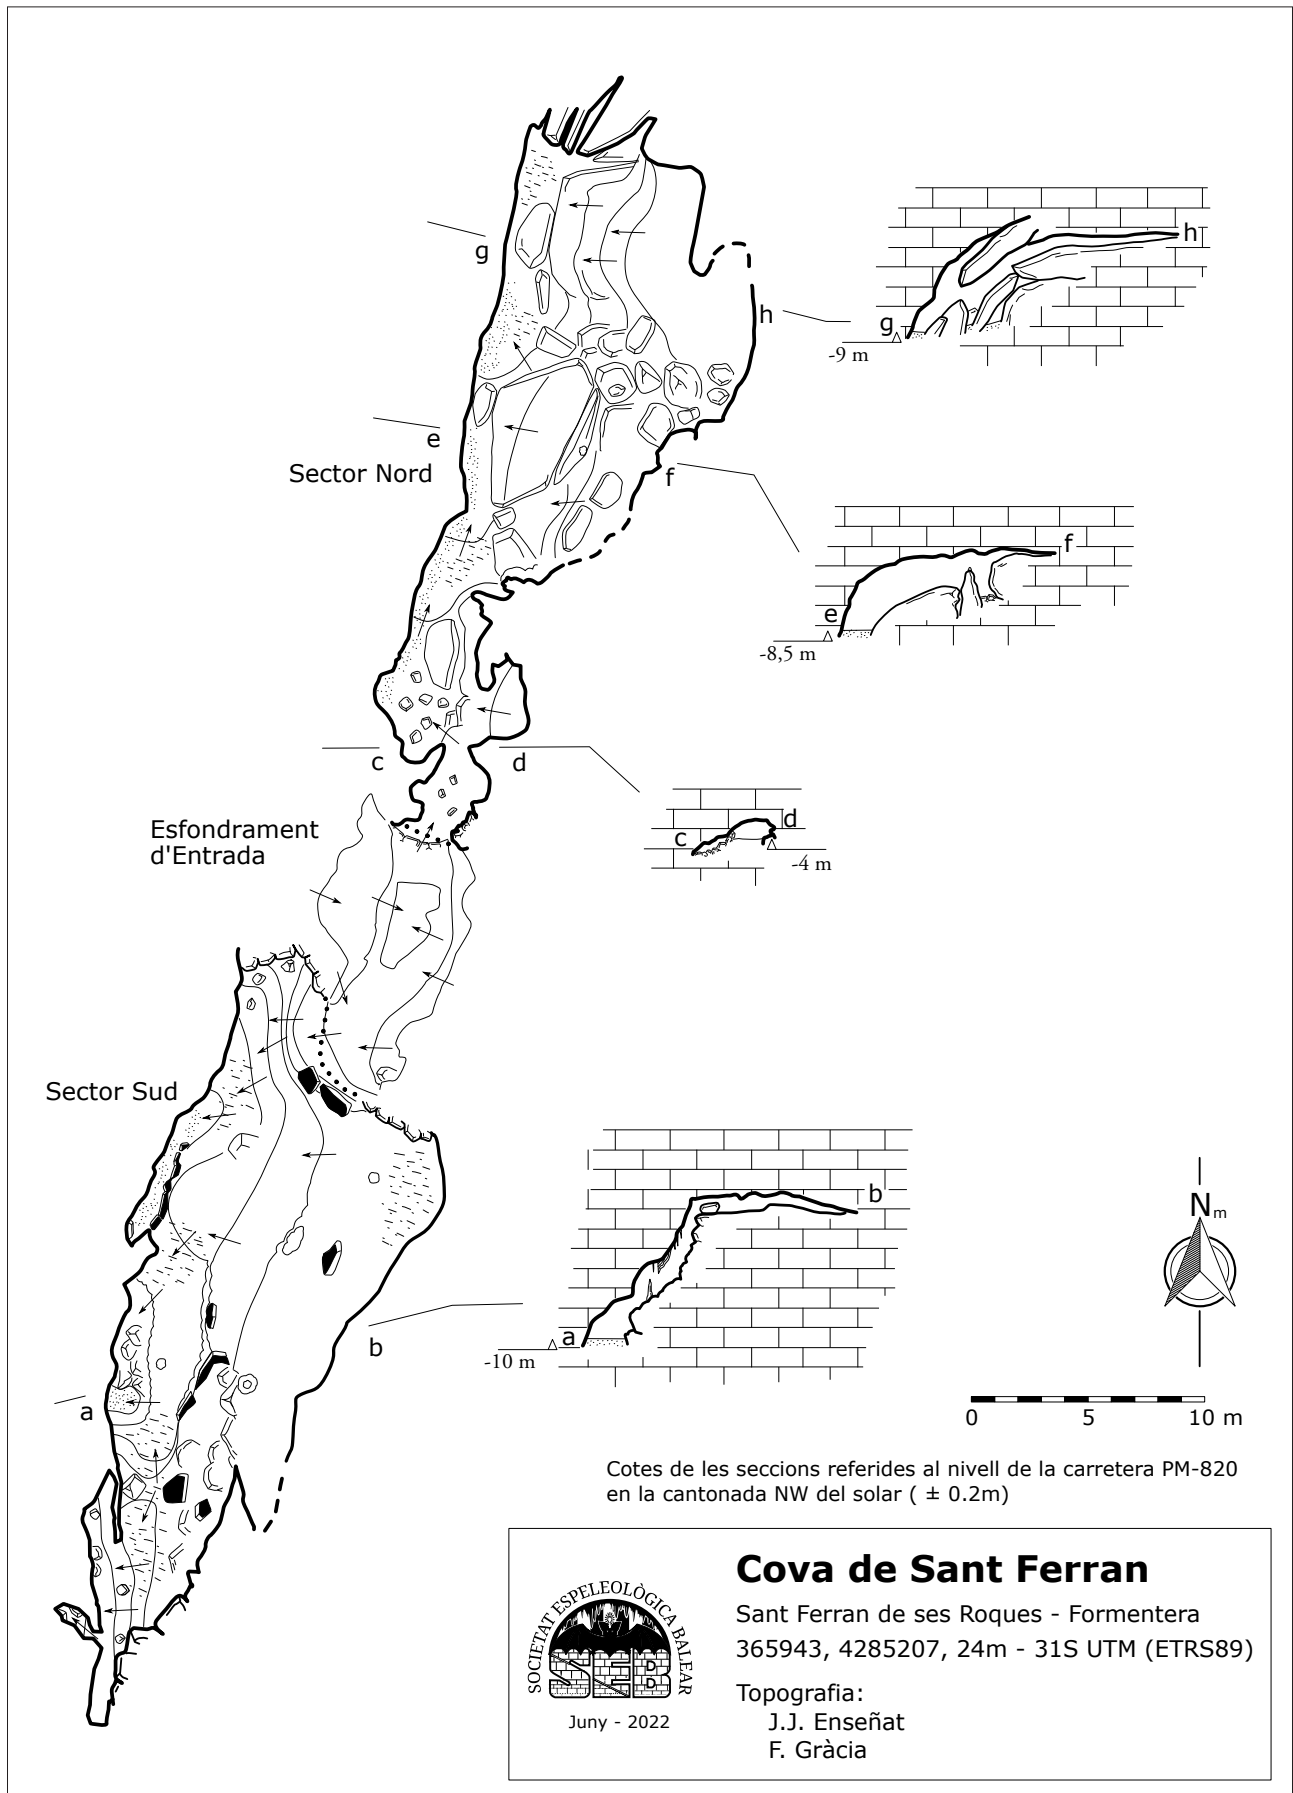 g
h
g
h
-9 m
e
Sector Nord
f
f
e
-8,5 m
c
d
Esfondrament
d'Entrada
d
c
-4 m
Sector Sud
b
N m
a
-10 m
b
a
0 5 10 m
Cotes de les seccions referides al nivell de la carretera PM-820
en la cantonada NW del solar ( ± 0.2m)
Cova de Sant Ferran
Sant Ferran de ses Roques - Formentera
365943, 4285207, 24m - 31S UTM (ETRS89)
Topografia:
J.J. Enseñat
F. Gràcia
SOCIETAT ESPELEOLÒGICA BALEAR
SEB
Juny - 2022